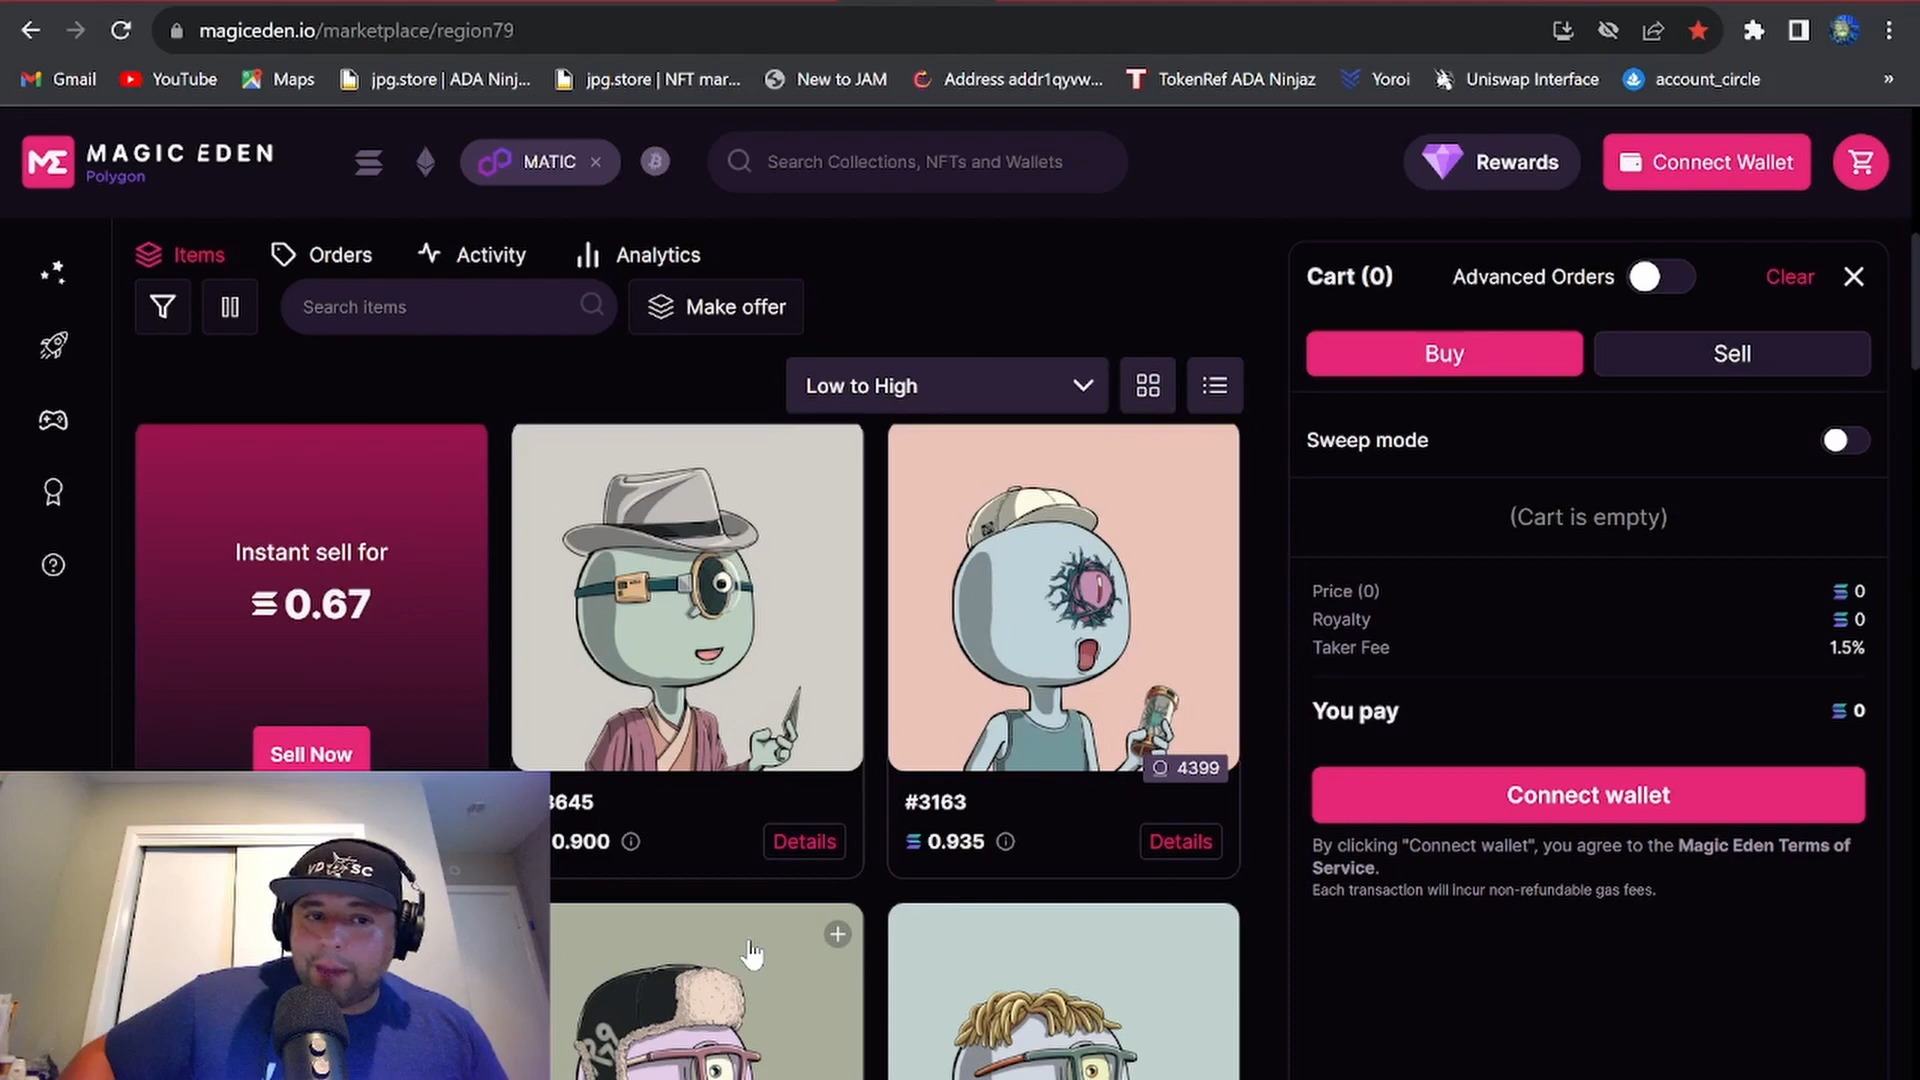 magiceden.io/marketplace/region79
Gmail
YouTube
Maps
jpg.store | ADA Ninj...
jpg.store | NFT mar...
New to JAM
Address addr1qyvw...
TokenRef ADA Ninjaz
Yoroi
Uniswap Interface
account_circle
»
ME
MAGIC EDEN
Polygon
MATIC ×
Search Collections, NFTs and Wallets
Rewards
Connect Wallet
Items
Orders
Activity
Analytics
Search items
Make offer
Low to High
Cart (0)
Advanced Orders
Clear
Buy
Sell
Sweep mode
(Cart is empty)
Price (0)
0
Royalty
0
Taker Fee
1.5%
You pay
0
Connect wallet
By clicking "Connect wallet", you agree to the Magic Eden Terms of
Service.
Each transaction will incur non-refundable gas fees.
Instant sell for
0.67
Sell Now
4399
3645
0.900
Details
#3163
0.935
Details
R79
VD SC